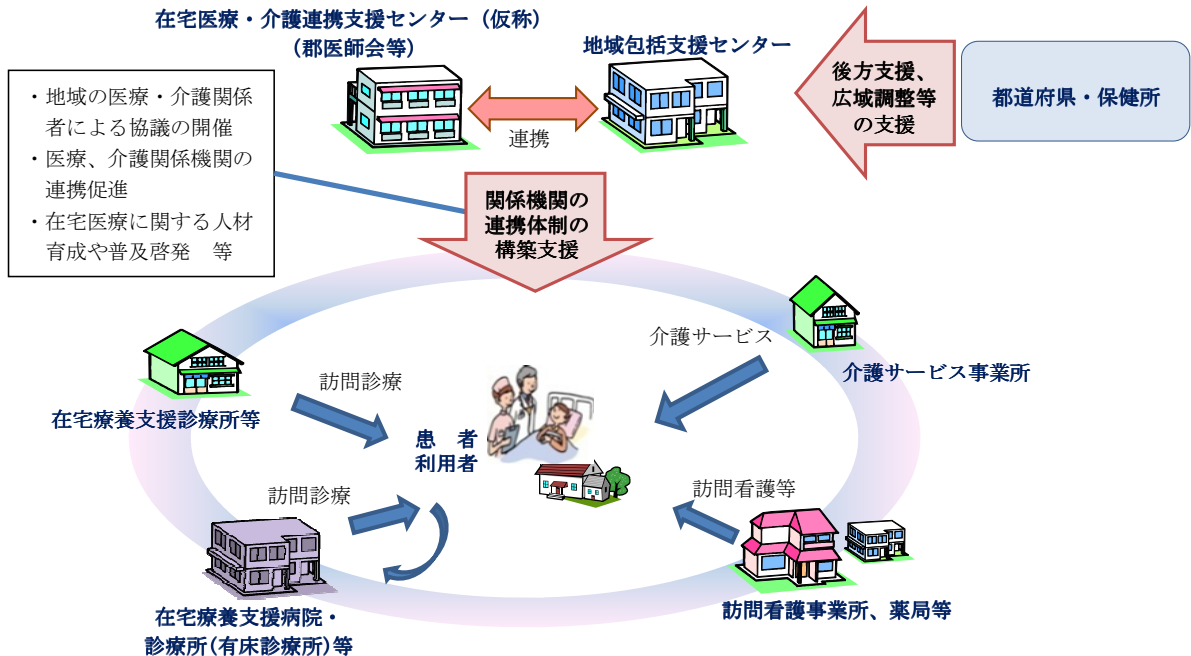 在宅医療・介護連携支援センター（仮称）
（郡医師会等）
地域包括支援センター
後方支援、
広域調整等
の支援
都道府県・保健所
連携
・地域の医療・介護関係
者による協議の開催
・医療、介護関係機関の
連携促進
・在宅医療に関する人材
育成や普及啓発　等
関係機関の
連携体制の
構築支援
介護サービス
介護サービス事業所
訪問診療
在宅療養支援診療所等
患　者
利用者
訪問診療
訪問看護等
在宅療養支援病院・
診療所(有床診療所)等
訪問看護事業所、薬局等